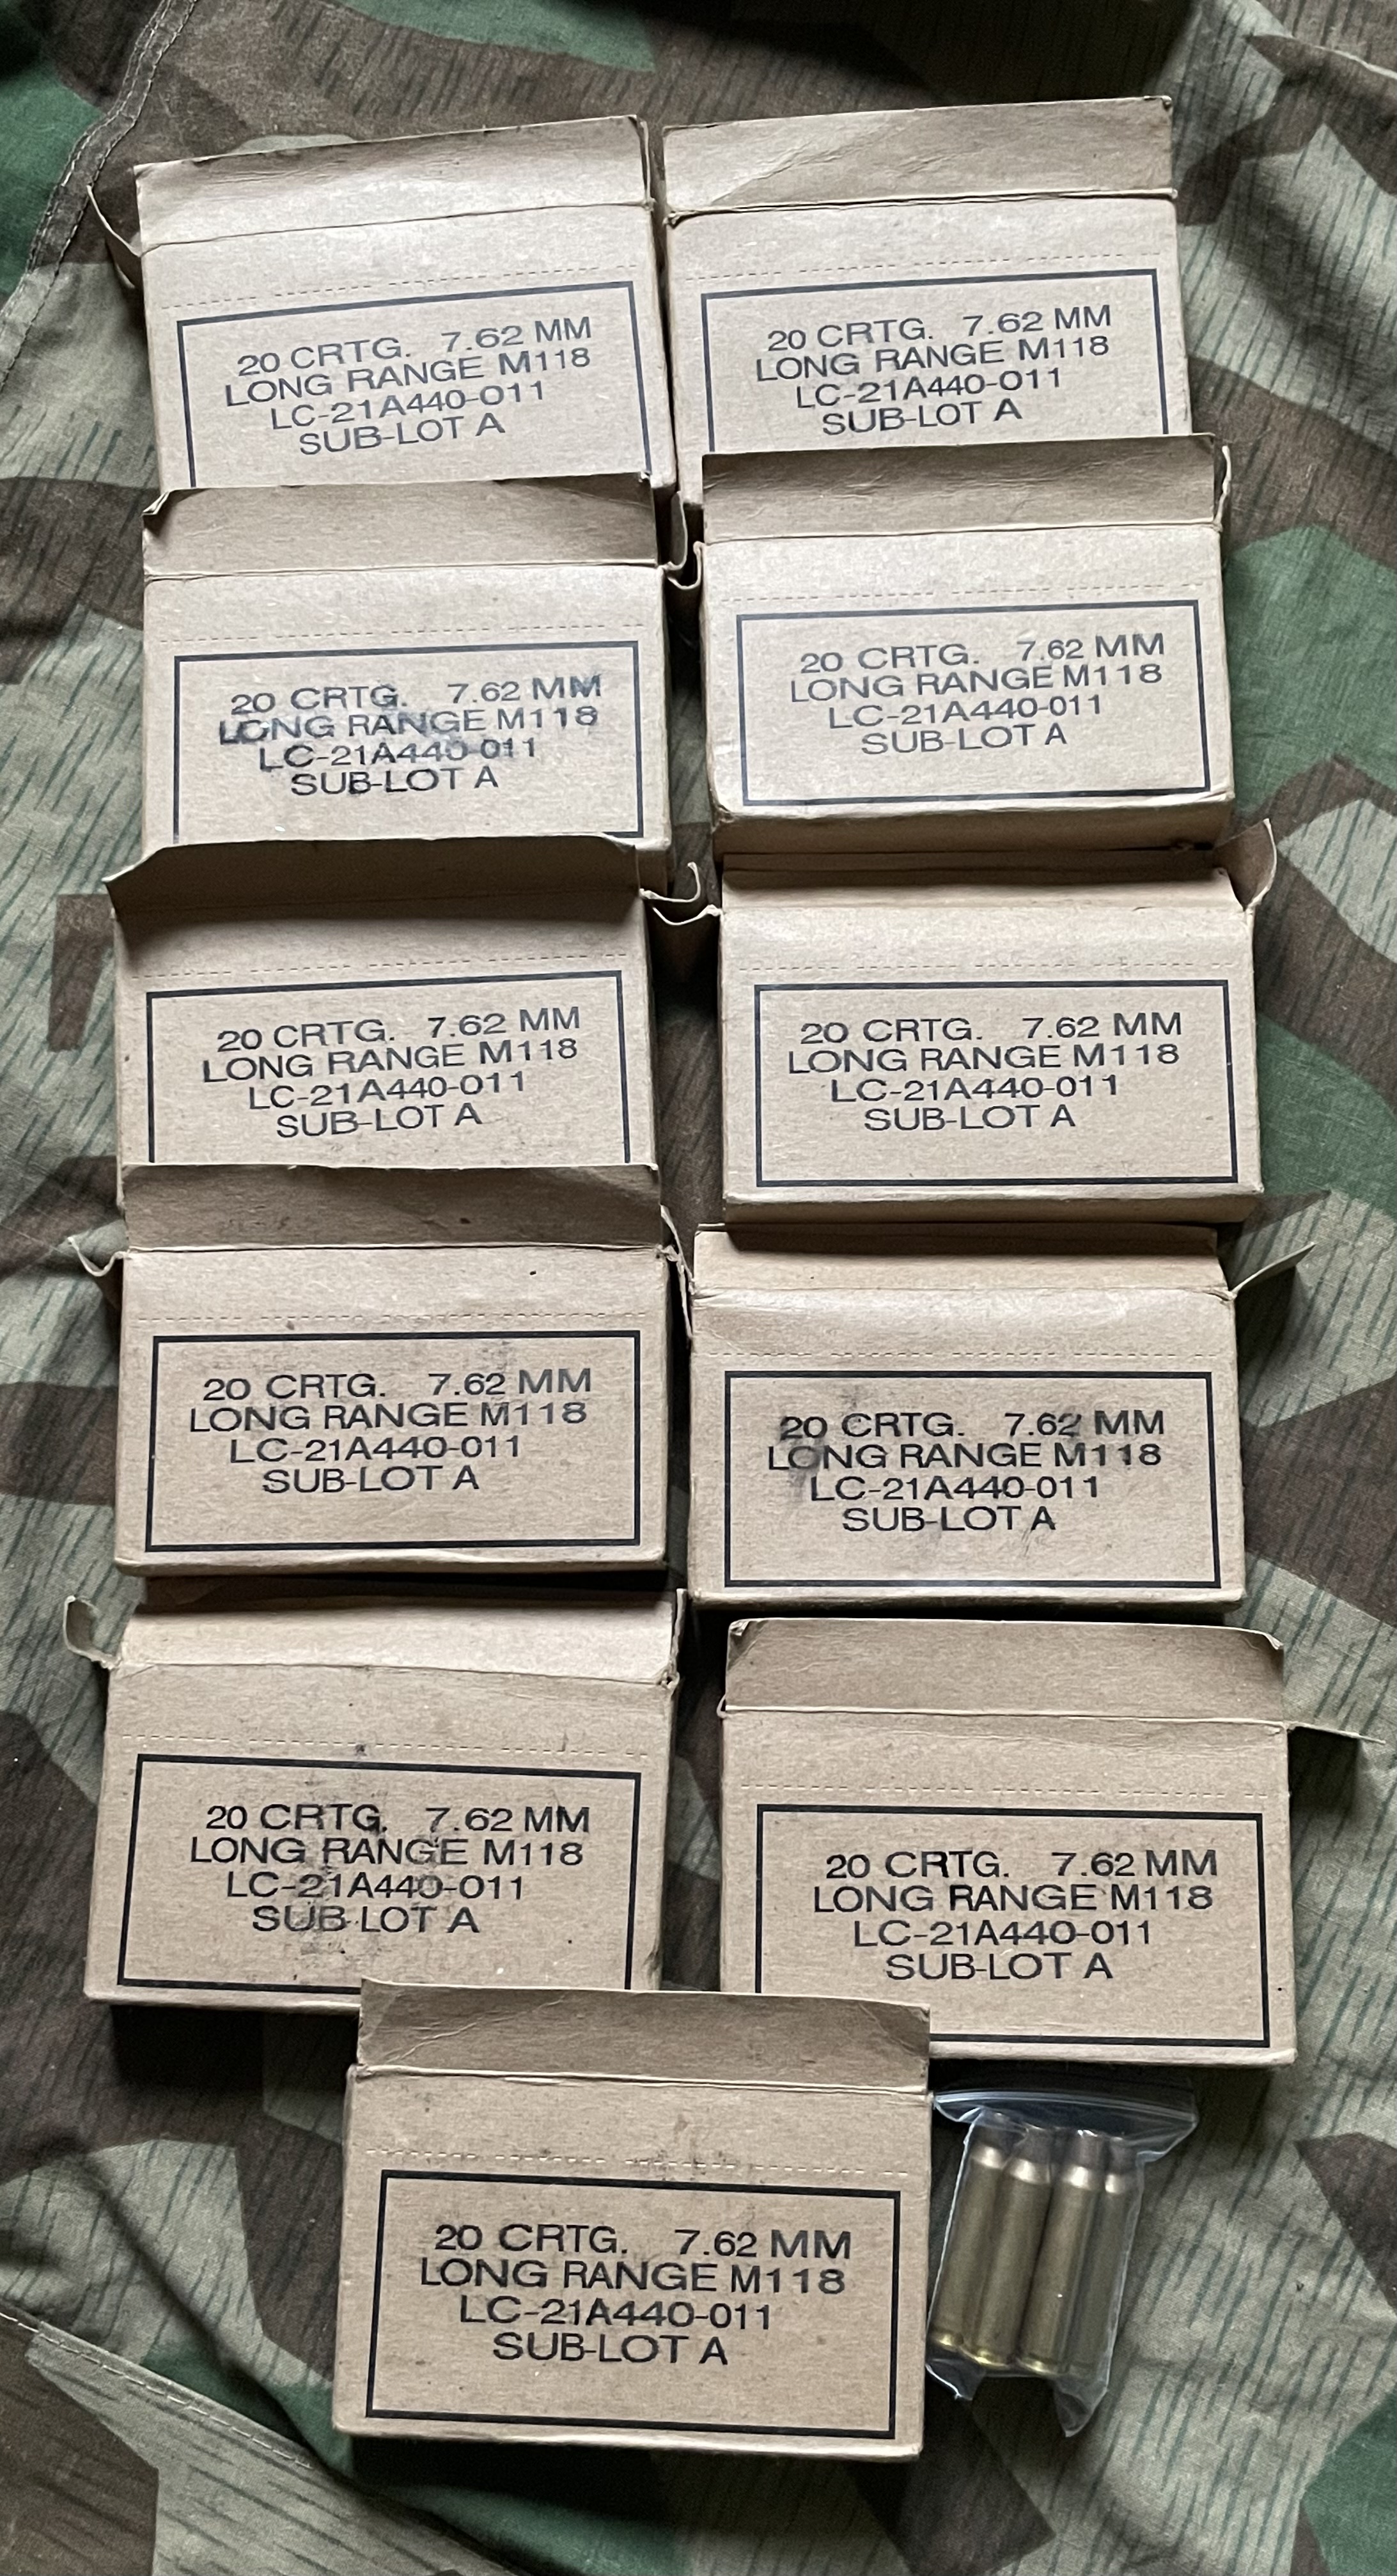 20 CRTG. 7.62 MM
LONG RANGE M118
LC-21A440-011
SUB-LOT A
20 CRTG. 7.62 MM
LONG RANGE M118
LC-21A440-011
SUB-LOT A
20 CRTG. 7.62 MM
LONG RANGE M118
LC-21A440-011
SUB-LOT A
20 CRTG. 7.62 MM
LONG RANGE M118
LC-21A440-011
SUB-LOT A
20 CRTG. 7.62 MM
LONG RANGE M118
LC-21A440-011
SUB-LOT A
20 CRTG. 7.62 MM
LONG RANGE M118
LC-21A440-011
SUB-LOT A
20 CRTG. 7.62 MM
LONG RANGE M118
LC-21A440-011
SUB-LOT A
20 CRTG. 7.62 MM
LONG RANGE M118
LC-21A440-011
SUB-LOT A
20 CRTG. 7.62 MM
LONG RANGE M118
LC-21A440-011
SUB-LOT A
20 CRTG. 7.62 MM
LONG RANGE M118
LC-21A440-011
SUB-LOT A
20 CRTG. 7.62 MM
LONG RANGE M118
LC-21A440-011
SUB-LOT A